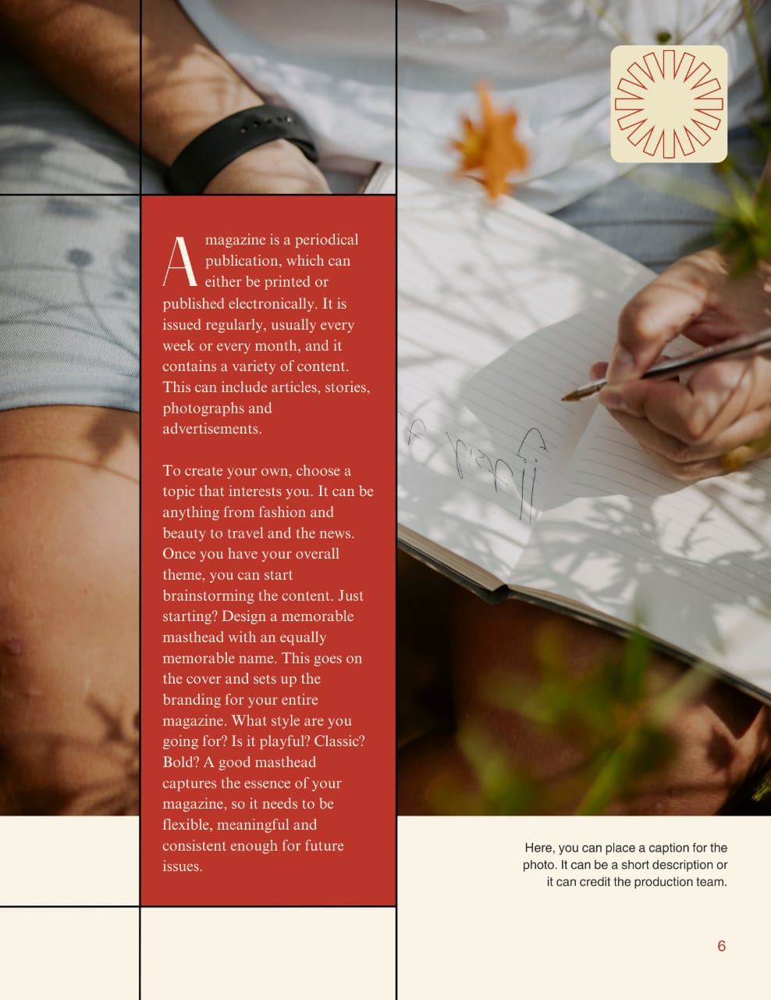 A magazine is a periodical
publication, which can
either be printed or
published electronically. It is
issued regularly, usually every
week or every month, and it
contains a variety of content.
This can include articles, stories,
photographs and
advertisements.
To create your own, choose a
topic that interests you. It can be
anything from fashion and
beauty to travel and the news.
Once you have your overall
theme, you can start
brainstorming the content. Just
starting? Design a memorable
masthead with an equally
memorable name. This goes on
the cover and sets up the
branding for your entire
magazine. What style are you
going for? Is it playful? Classic?
Bold? A good masthead
captures the essence of your
magazine, so it needs to be
flexible, meaningful and
consistent enough for future
issues.
Here, you can place a caption for the
photo. It can be a short description or
it can credit the production team.
6